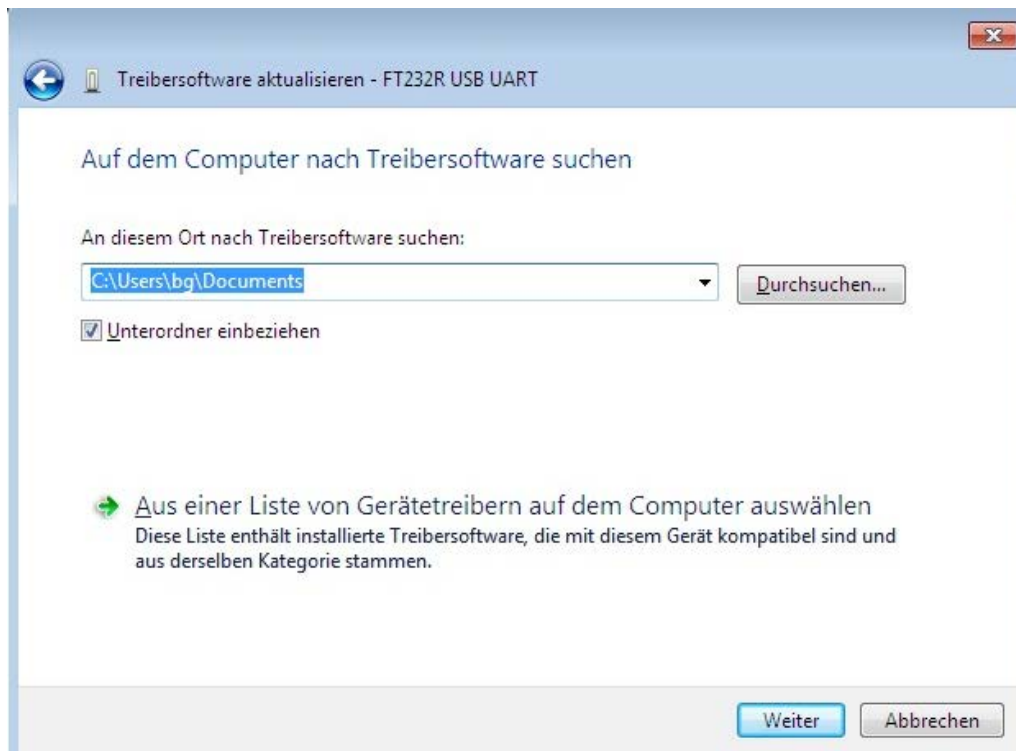 Treibersoftware aktualisieren - FT232R USB UART
Auf dem Computer nach Treibersoftware suchen
An diesem Ort nach Treibersoftware suchen:
C:\Users\bg\Documents
Durchsuchen...
Unterordner einbeziehen
Aus einer Liste von Gerätetreibern auf dem Computer auswählen
Diese Liste enthält installierte Treibersoftware, die mit diesem Gerät kompatibel sind und
aus derselben Kategorie stammen.
Weiter
Abbrechen